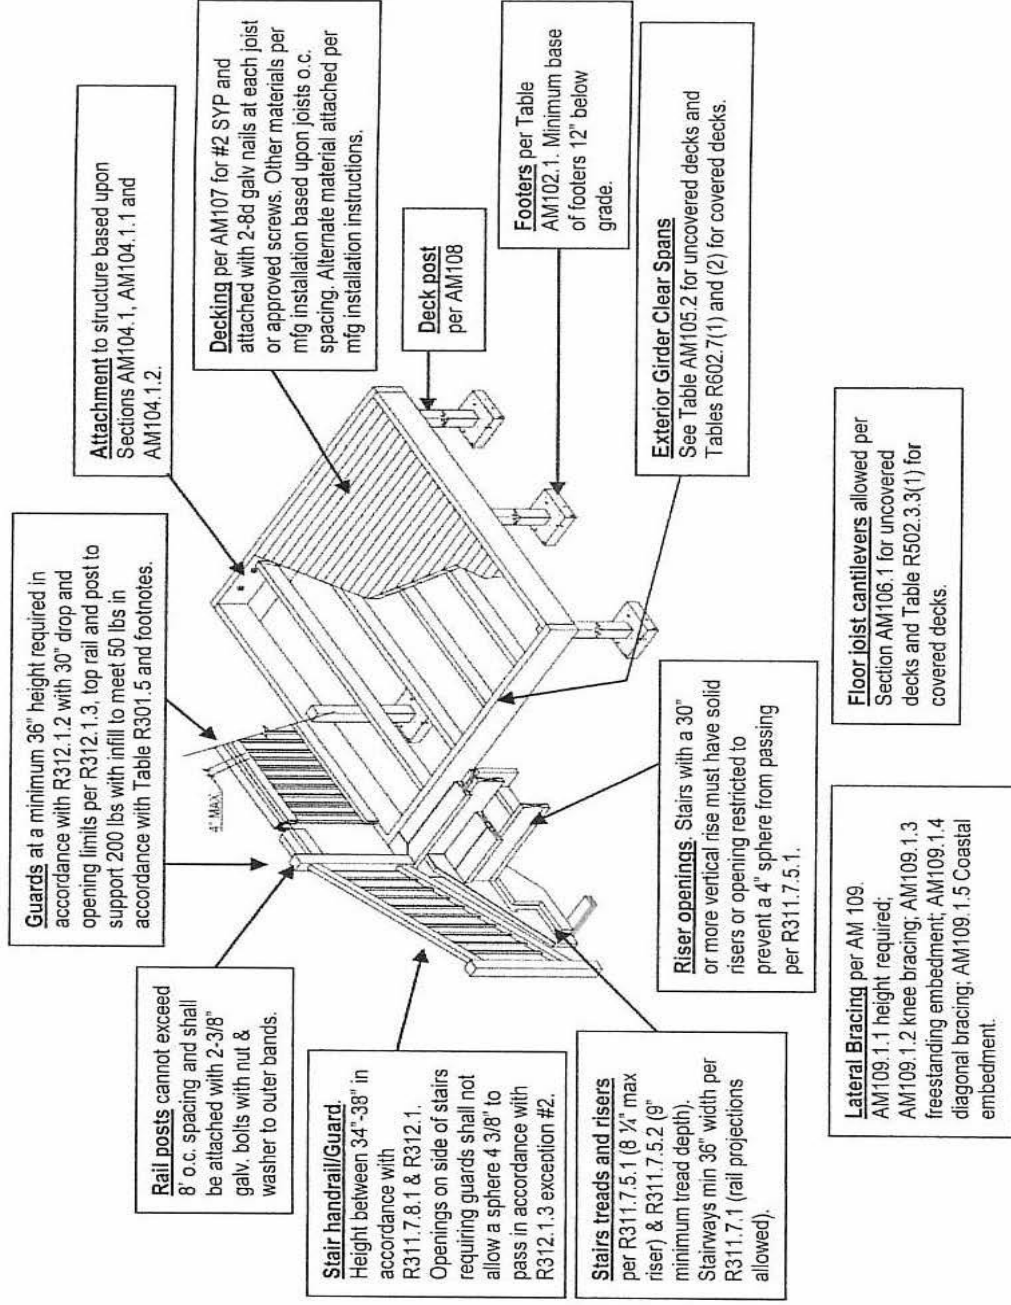 Guards at a minimum 36" height required in
accordance with R312.1.2 with 30" drop and
opening limits per R312.1.3, top rail and post to
support 200 lbs with infill to meet 50 lbs in
accordance with Table R301.5 and footnotes.
Attachment to structure based upon
Sections AM104.1, AM104.1.1 and
AM104.1.2.
Decking per AM107 for #2 SYP and
attached with 2-8d galv nails at each joist
or approved screws. Other materials per
mfg installation based upon joists o.c.
spacing. Alternate material attached per
mfg installation instructions.
Rail posts cannot exceed
8' o.c. spacing and shall
be attached with 2-3/8"
galv. bolts with nut &
washer to outer bands.
4" MAX.
Deck post
per AM108
Footers per Table
AM102.1. Minimum base
of footers 12" below
grade.
Stair handrail/Guard.
Height between 34"-38" in
accordance with
R311.7.8.1 & R312.1.
Openings on side of stairs
requiring guards shall not
allow a sphere 4 3/8" to
pass in accordance with
R312.1.3 exception #2.
Exterior Girder Clear Spans
See Table AM105.2 for uncovered decks and
Tables R602.7(1) and (2) for covered decks.
Riser openings. Stairs with a 30"
or more vertical rise must have solid
risers or opening restricted to
prevent a 4" sphere from passing
per R311.7.5.1.
Stairs treads and risers
per R311.7.5.1 (8 ¼" max
riser) & R311.7.5.2 (9"
minimum tread depth).
Stairways min 36" width per
R311.7.1 (rail projections
allowed).
Floor joist cantilevers allowed per
Section AM106.1 for uncovered
decks and Table R502.3.3(1) for
covered decks.
Lateral Bracing per AM 109.
AM109.1.1 height required;
AM109.1.2 knee bracing; AM109.1.3
freestanding embedment; AM109.1.4
diagonal bracing; AM109.1.5 Coastal
embedment.